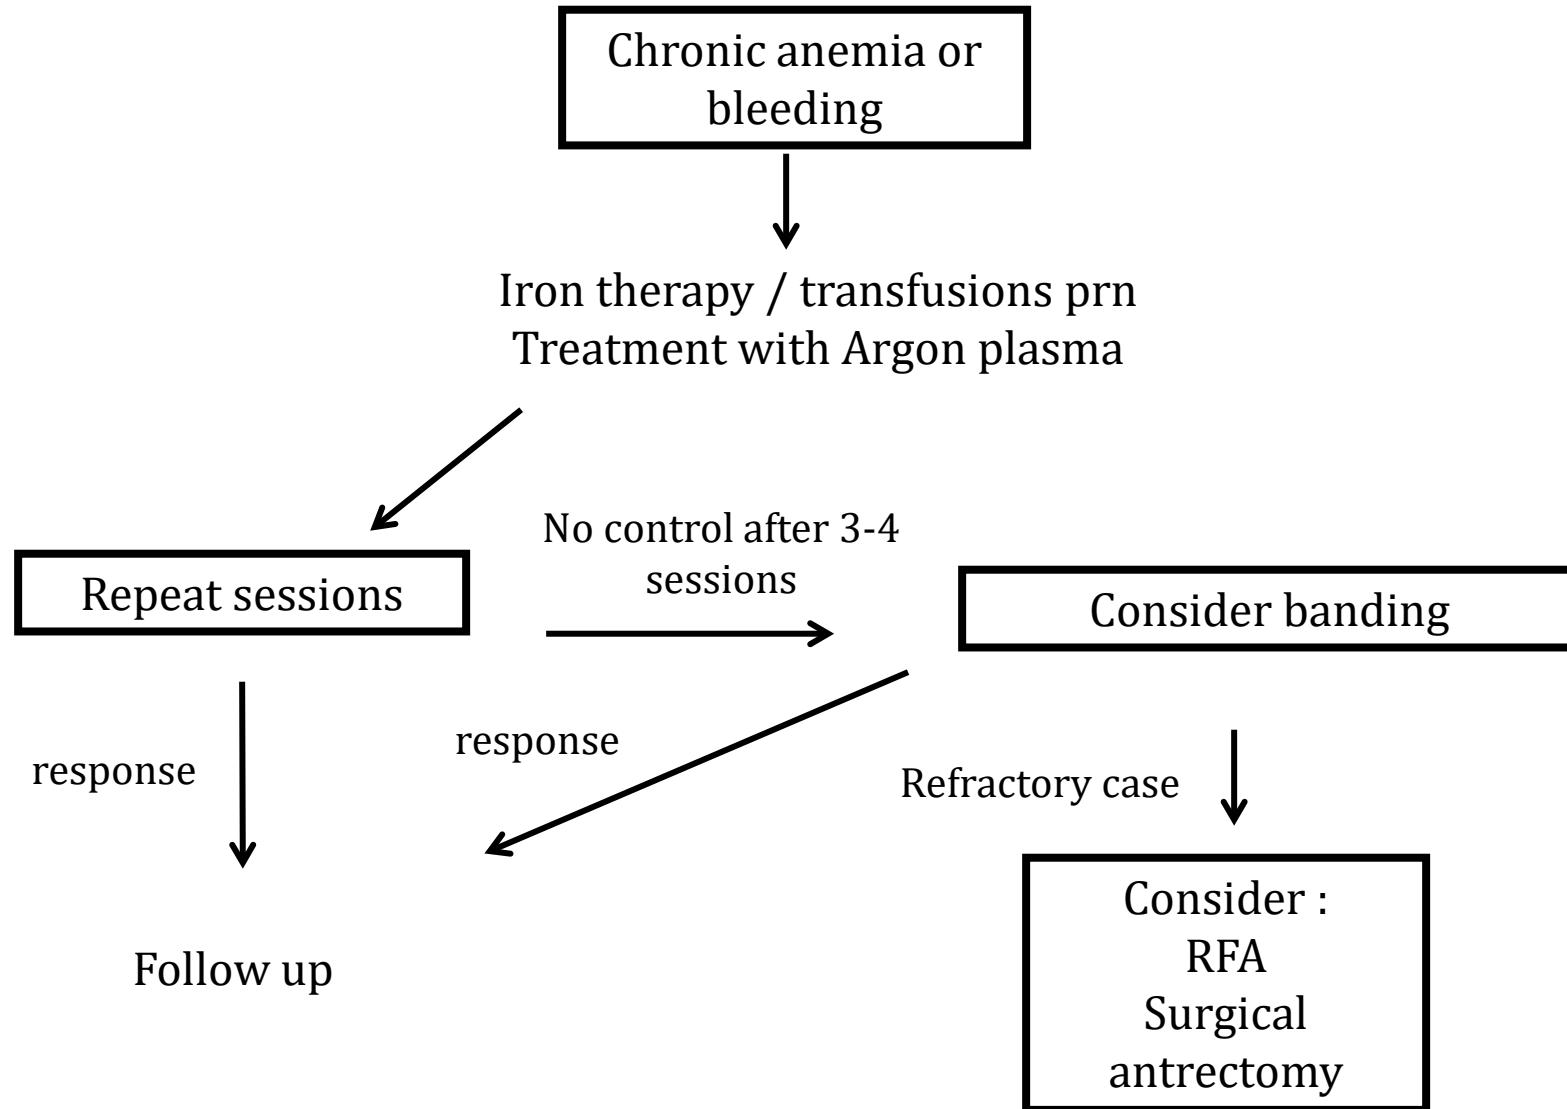 Chronic anemia or
bleeding
Iron therapy / transfusions prn
Treatment with Argon plasma
No control after 3-4
sessions
Repeat sessions
Consider banding
response
response
Refractory case
Follow up
Consider :
RFA
Surgical
antrectomy